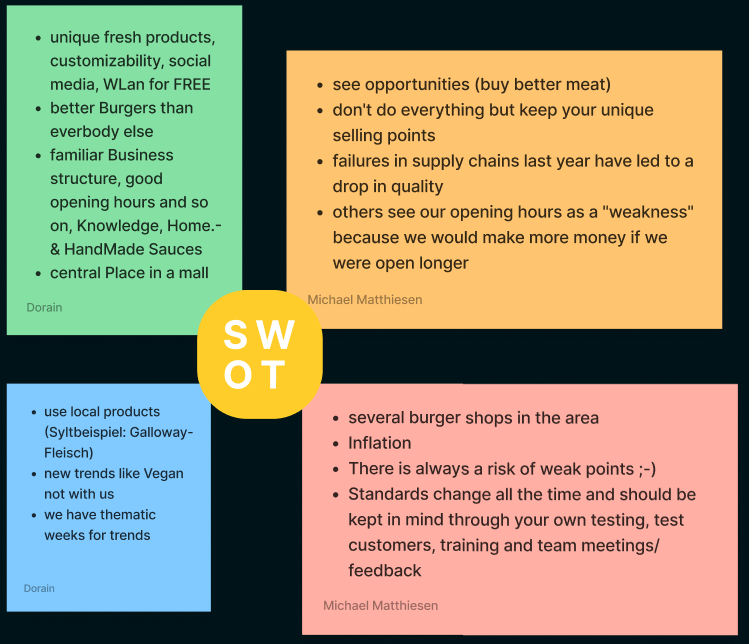 • unique fresh products,
customizability, social
media, WLan for FREE
• better Burgers than
everbody else
• familiar Business
structure, good
opening hours and so
on, Knowledge, Home.-
& HandMade Sauces
• central Place in a mall
Dorain
• see opportunities (buy better meat)
• don't do everything but keep your unique
selling points
• failures in supply chains last year have led to a
drop in quality
• others see our opening hours as a "weakness"
because we would make more money if we
were open longer
Michael Matthiesen
S W
O T
• use local products
(Syltbeispiel: Galloway-
Fleisch)
• new trends like Vegan
not with us
• we have thematic
weeks for trends
Dorain
• several burger shops in the area
• Inflation
• There is always a risk of weak points ;-)
• Standards change all the time and should be
kept in mind through your own testing, test
customers, training and team meetings/
feedback
Michael Matthiesen